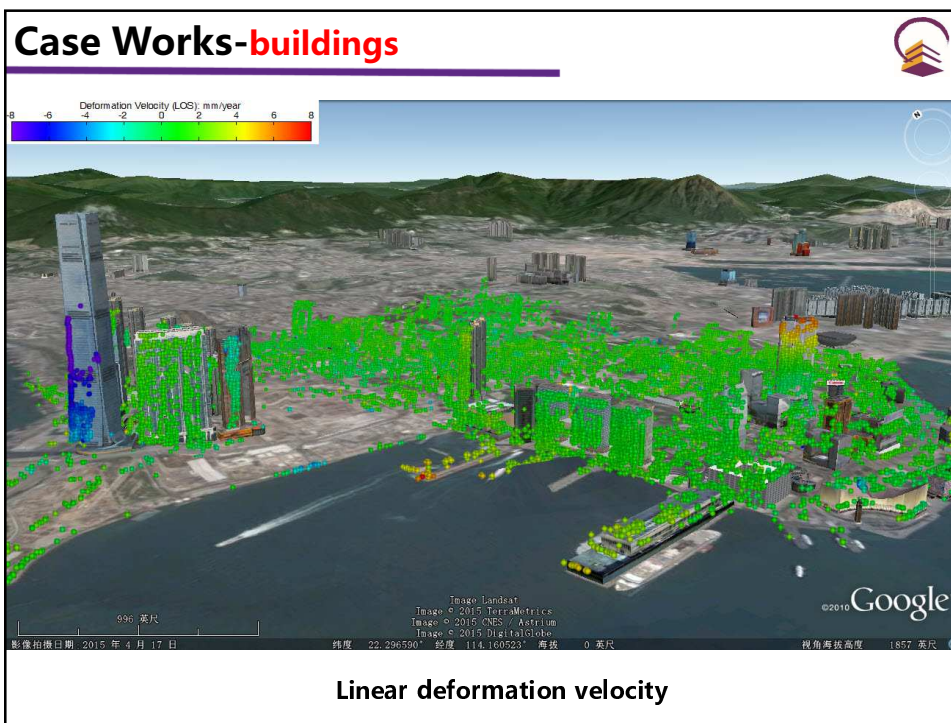 Case Works-buildings
Deformation Velocity (LOS): mm/year
-8 -6 -4 -2 0 2 4 6 8
N
996 英尺
Image Landsat
Image © 2015 TerraMetrics
Image © 2015 CNES / Astrium
Image © 2015 DigitalGlobe
©2010 Google
影像拍摄日期 2015 年 4 月 17 日 纬度 22.296590° 经度 114.160523° 海拔 0 英尺 视角海拔高度 1857 英尺
Linear deformation velocity